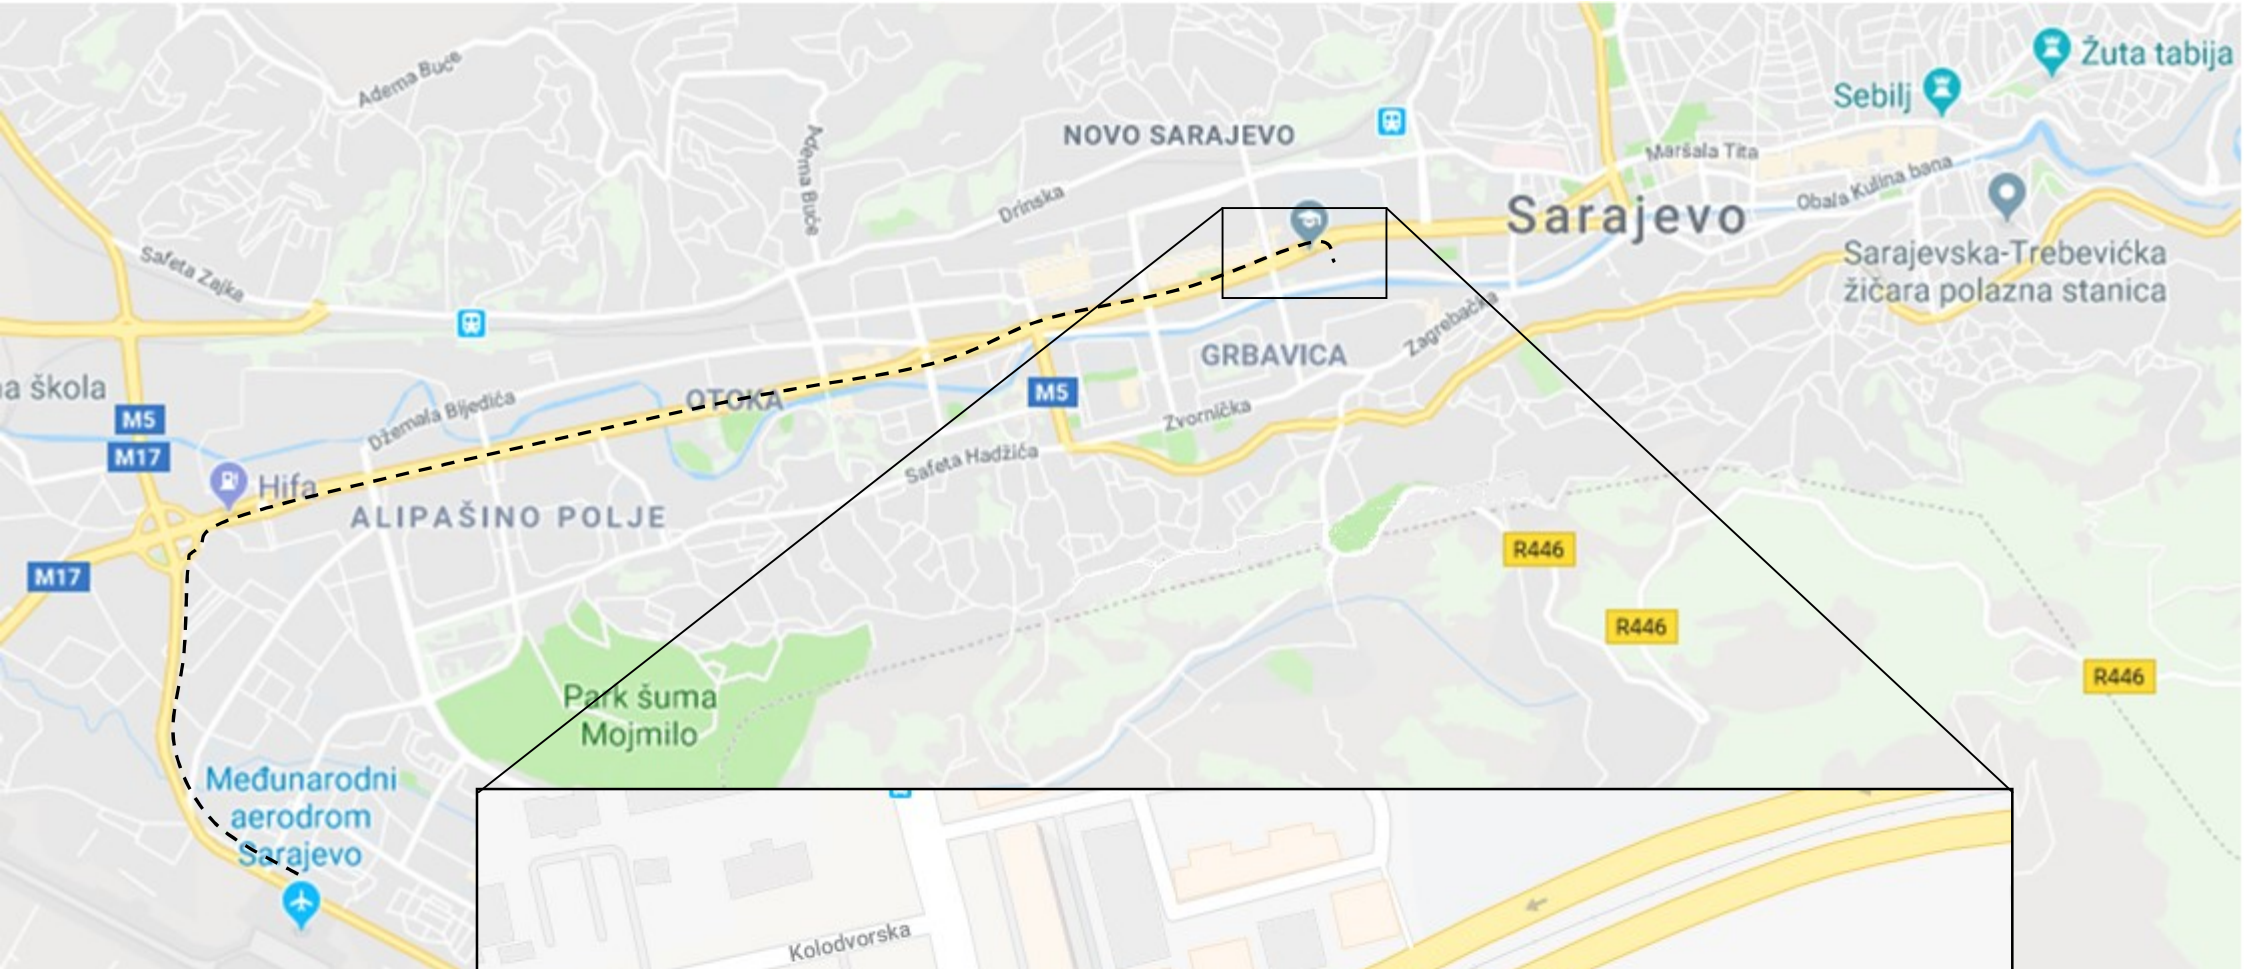 Adema Buće
Žuta tabija
Sebilj
NOVO SARAJEVO
Adema Buće
Maršala Tita
Obala Kulina bana
Drinska
Sarajevo
Safeta Zajka
Sarajevska-Trebevićka
žičara polazna stanica
Zagrebačka
GRBAVICA
na škola
M5
OTOKA
M5
Džemala Bijedića
Zvornička
M17
Safeta Hadžića
Hifa
ALIPAŠINO POLJE
R446
M17
R446
R446
Park šuma
Mojmilo
Međunarodni
aerodrom
Sarajevo
Kolodvorska